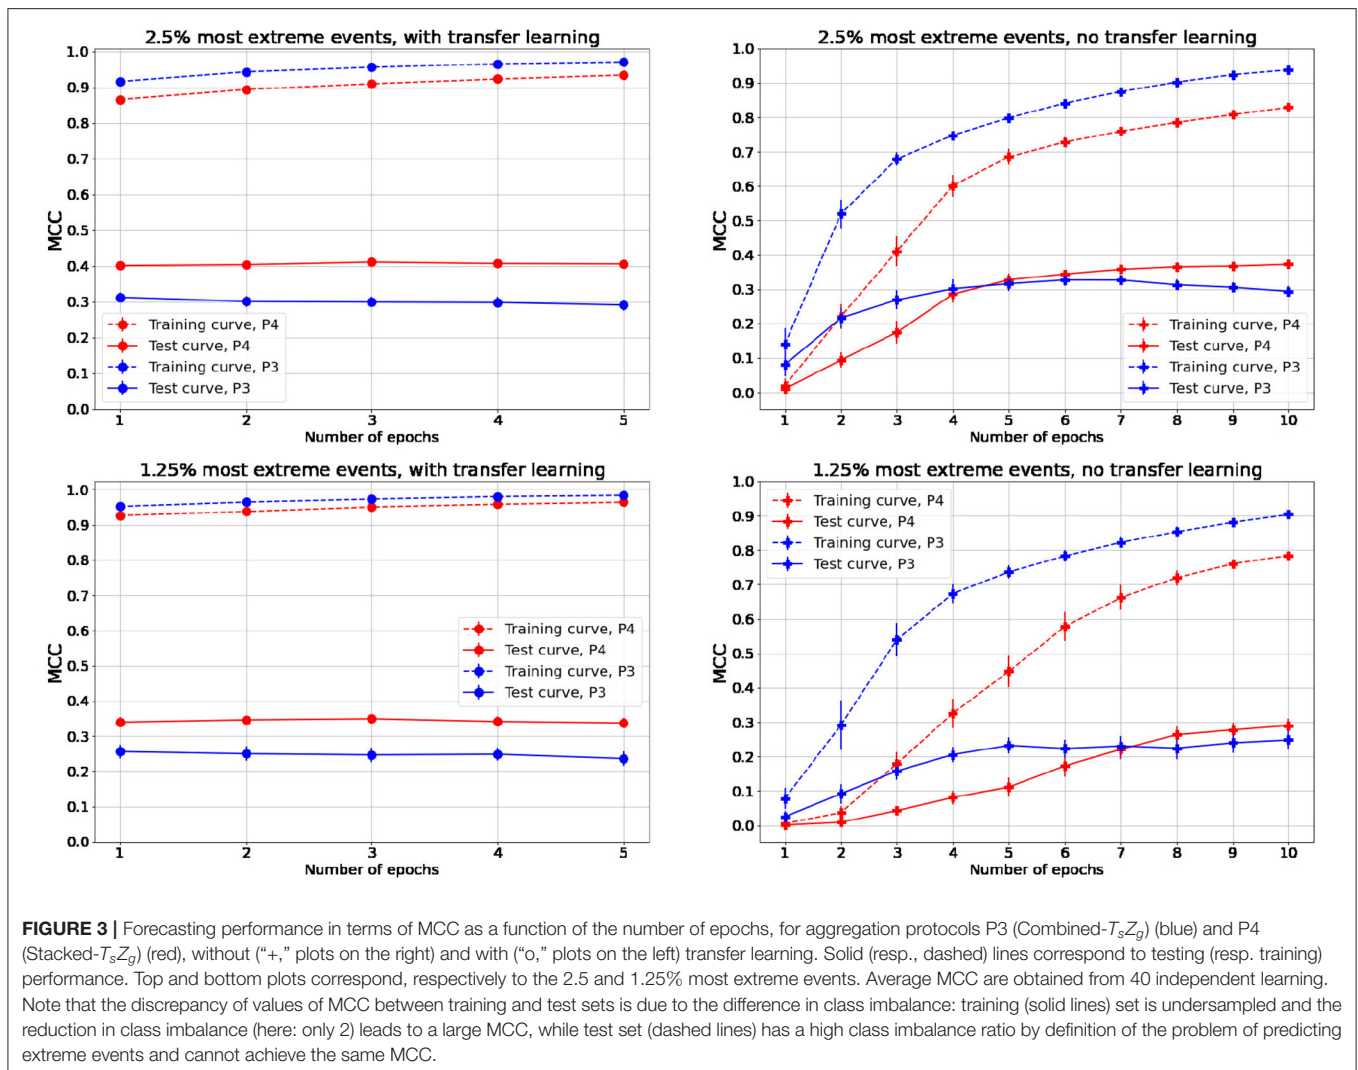 2.5% most extreme events, with transfer learning
1.0
0.9
0.8
0.7
0.6
0.5
0.4
0.3
0.2
0.1
0.0
MCC
Training curve, P4
Test curve, P4
Training curve, P3
Test curve, P3
1 2 3 4 5
Number of epochs
2.5% most extreme events, no transfer learning
1.0
0.9
0.8
0.7
0.6
0.5
0.4
0.3
0.2
0.1
0.0
MCC
Training curve, P4
Test curve, P4
Training curve, P3
Test curve, P3
1 2 3 4 5 6 7 8 9 10
Number of epochs
1.25% most extreme events, with transfer learning
1.0
0.9
0.8
0.7
0.6
0.5
0.4
0.3
0.2
0.1
0.0
MCC
Training curve, P4
Test curve, P4
Training curve, P3
Test curve, P3
1 2 3 4 5
Number of epochs
1.25% most extreme events, no transfer learning
1.0
0.9
0.8
0.7
0.6
0.5
0.4
0.3
0.2
0.1
0.0
MCC
Training curve, P4
Test curve, P4
Training curve, P3
Test curve, P3
1 2 3 4 5 6 7 8 9 10
Number of epochs
FIGURE 3 | Forecasting performance in terms of MCC as a function of the number of epochs, for aggregation protocols P3 (Combined-TsZg) (blue) and P4
(Stacked-TsZg) (red), without (“+,” plots on the right) and with (“o,” plots on the left) transfer learning. Solid (resp., dashed) lines correspond to testing (resp. training)
performance. Top and bottom plots correspond, respectively to the 2.5 and 1.25% most extreme events. Average MCC are obtained from 40 independent learning.
Note that the discrepancy of values of MCC between training and test sets is due to the difference in class imbalance: training (solid lines) set is undersampled and the
reduction in class imbalance (here: only 2) leads to a large MCC, while test set (dashed lines) has a high class imbalance ratio by definition of the problem of predicting
extreme events and cannot achieve the same MCC.